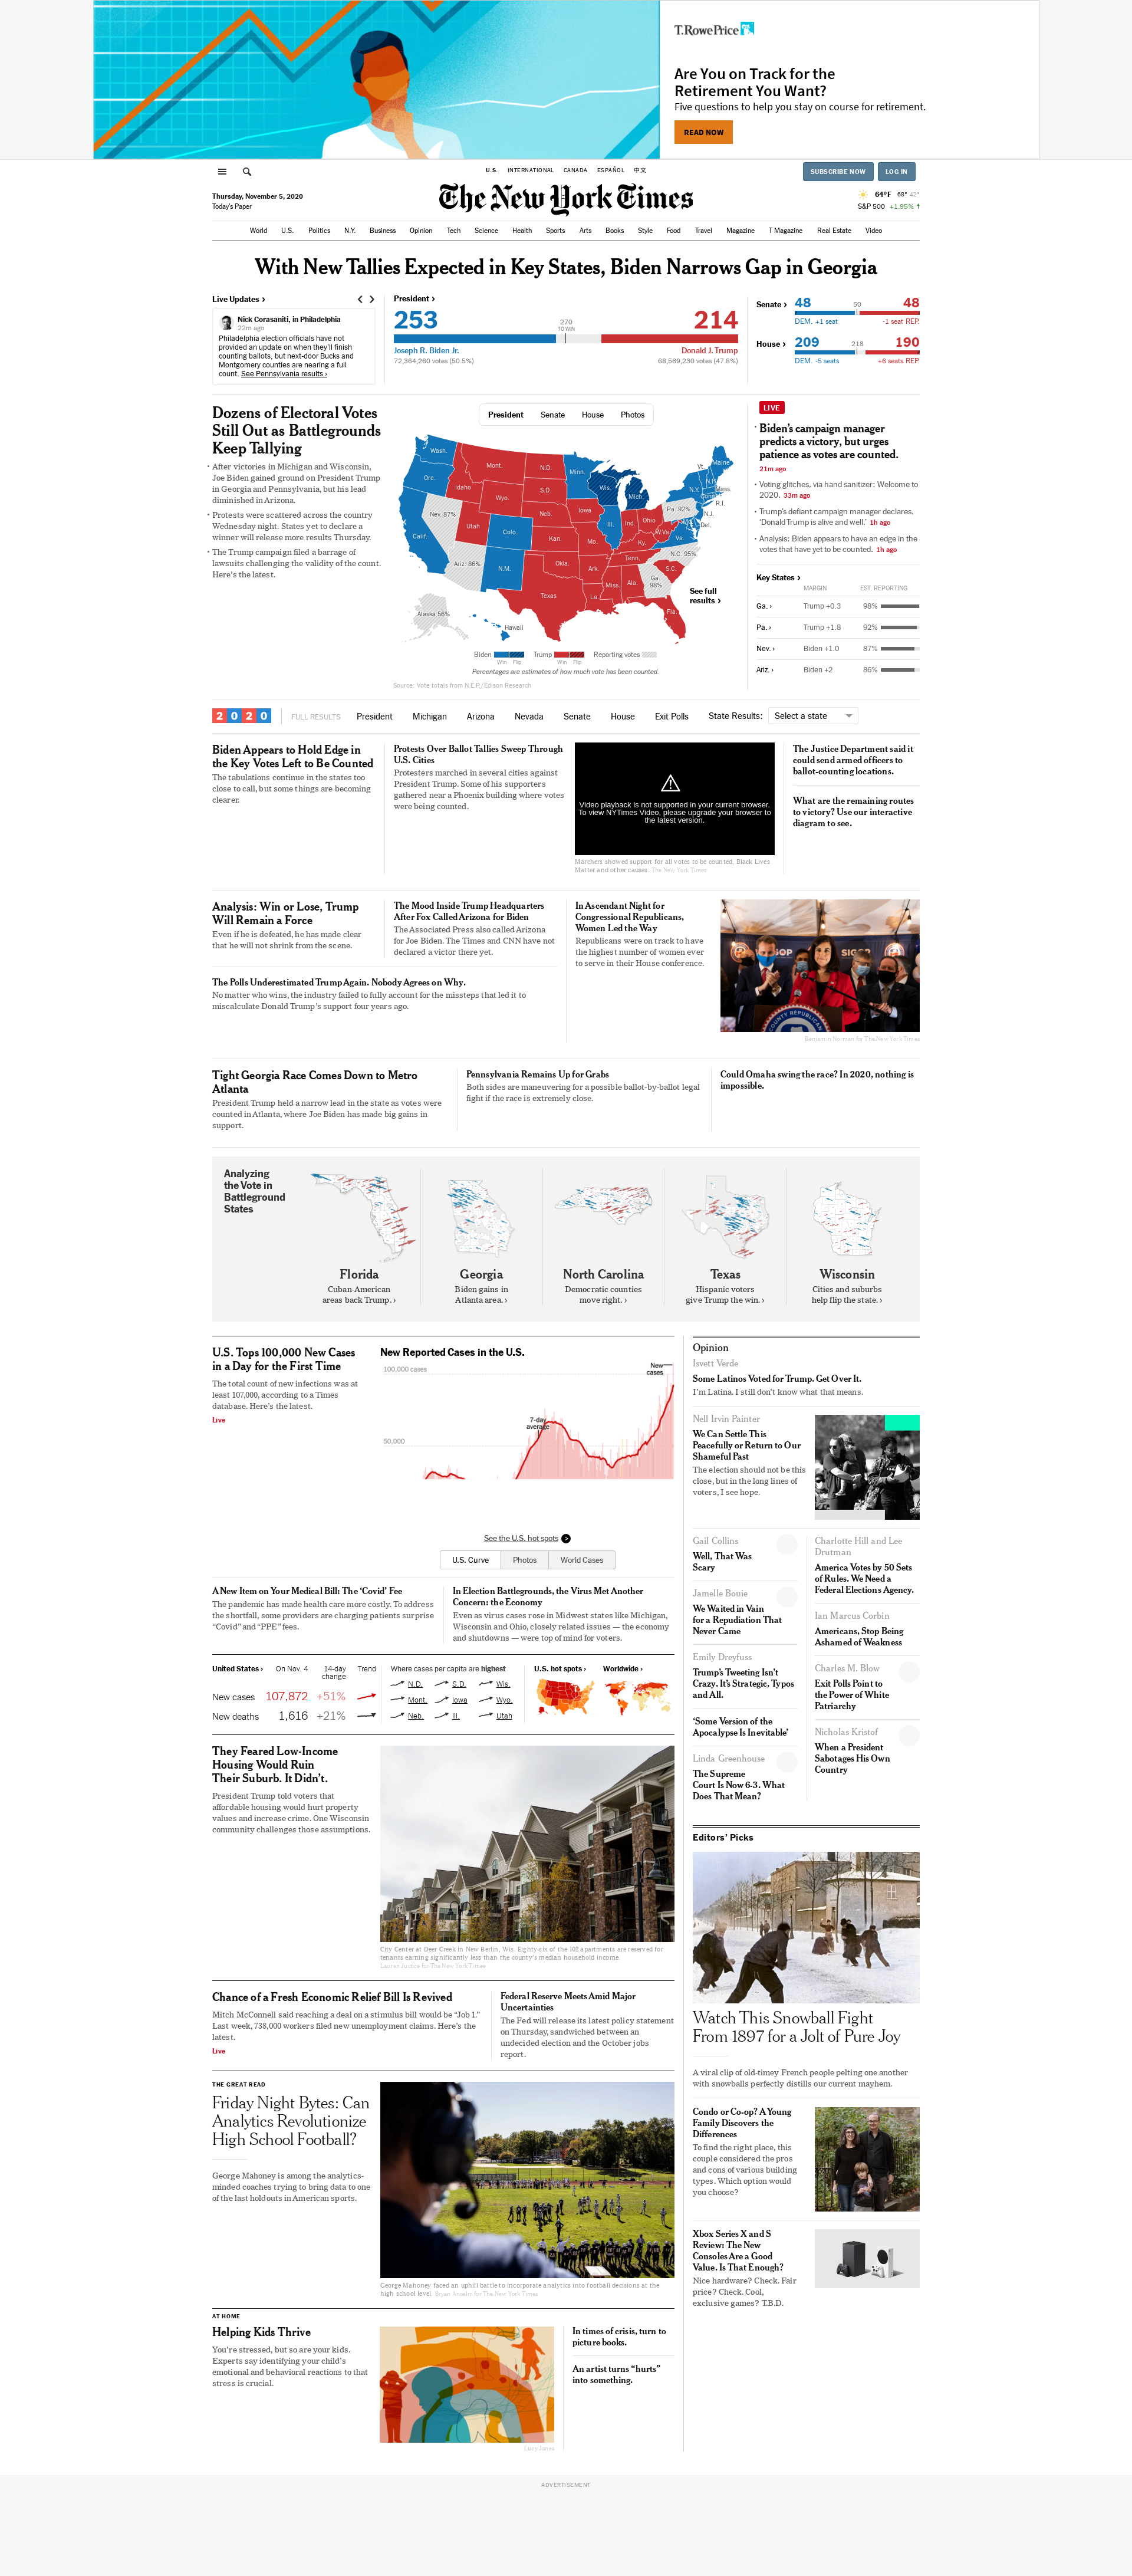 T.RowePrice
Are You on Track for the
Retirement You Want?
Five questions to help you stay on course for retirement.
READ NOW
U.S. INTERNATIONAL CANADA ESPAÑOL 中文
SUBSCRIBE NOW LOG IN
The New York Times
Thursday, November 5, 2020
Today's Paper
64°F 68° 42°
S&P 500 +1.95% ↑
World U.S. Politics N.Y. Business Opinion Tech Science Health Sports Arts Books Style Food Travel Magazine T Magazine Real Estate Video
With New Tallies Expected in Key States, Biden Narrows Gap in Georgia
Live Updates ›
Nick Corasaniti, in Philadelphia
22m ago
Philadelphia election officials have not
provided an update on when they'll finish
counting ballots, but next-door Bucks and
Montgomery counties are nearing a full
count. See Pennsylvania results ›
President ›
253
270
TO WIN
214
Joseph R. Biden Jr. Donald J. Trump
72,364,260 votes (50.5%) 68,569,230 votes (47.8%)
Senate › 48 50 48
DEM. +1 seat -1 seat REP.
House › 209 218 190
DEM. -5 seats +6 seats REP.
Dozens of Electoral Votes
Still Out as Battlegrounds
Keep Tallying
After victories in Michigan and Wisconsin,
Joe Biden gained ground on President Trump
in Georgia and Pennsylvania, but his lead
diminished in Arizona.
Protests were scattered across the country
Wednesday night. States yet to declare a
winner will release more results Thursday.
The Trump campaign filed a barrage of
lawsuits challenging the validity of the count.
Here's the latest.
President Senate House Photos
Wash.
Mont.
N.D.
Minn.
Vt.
Maine
Ore.
Idaho
S.D.
Wis.
Mich.
N.Y.
N.H.
Mass.
Conn.
R.I.
Wyo.
Nev. 87%
Neb.
Iowa
Pa. 92%
N.J.
Utah
Colo.
Ill.
Ind.
Ohio
Del.
Calif.
Kan.
Mo.
Ky.
W.Va.
Va.
Ariz. 86%
N.M.
Okla.
Ark.
Tenn.
N.C. 95%
Texas
La.
Miss.
Ala.
Ga.
98%
S.C.
Fla.
Alaska 56%
Hawaii
See full
results ›
Biden Trump Reporting votes
Win Flip Win Flip
Percentages are estimates of how much vote has been counted.
Source: Vote totals from N.E.P./Edison Research
LIVE
Biden's campaign manager
predicts a victory, but urges
patience as votes are counted.
21m ago
Voting glitches, via hand sanitizer: Welcome to
2020. 33m ago
Trump's defiant campaign manager declares,
'Donald Trump is alive and well.' 1h ago
Analysis: Biden appears to have an edge in the
votes that have yet to be counted. 1h ago
Key States ›
MARGIN EST. REPORTING
Ga. › Trump +0.3 98%
Pa. › Trump +1.8 92%
Nev. › Biden +1.0 87%
Ariz. › Biden +2 86%
2020 FULL RESULTS President Michigan Arizona Nevada Senate House Exit Polls State Results: Select a state
Biden Appears to Hold Edge in
the Key Votes Left to Be Counted
The tabulations continue in the states too
close to call, but some things are becoming
clearer.
Protests Over Ballot Tallies Sweep Through
U.S. Cities
Protesters marched in several cities against
President Trump. Some of his supporters
gathered near a Phoenix building where votes
were being counted.
Video playback is not supported in your current browser.
To view NYTimes Video, please upgrade your browser to
the latest version.
Marchers showed support for all votes to be counted, Black Lives
Matter and other causes. The New York Times
The Justice Department said it
could send armed officers to
ballot-counting locations.
What are the remaining routes
to victory? Use our interactive
diagram to see.
Analysis: Win or Lose, Trump
Will Remain a Force
Even if he is defeated, he has made clear
that he will not shrink from the scene.
The Mood Inside Trump Headquarters
After Fox Called Arizona for Biden
The Associated Press also called Arizona
for Joe Biden. The Times and CNN have not
declared a victor there yet.
The Polls Underestimated Trump Again. Nobody Agrees on Why.
No matter who wins, the industry failed to fully account for the missteps that led it to
miscalculate Donald Trump's support four years ago.
In Ascendant Night for
Congressional Republicans,
Women Led the Way
Republicans were on track to have
the highest number of women ever
to serve in their House conference.
SIGOP
COUNTY REPUBLICAN
Benjamin Norman for The New York Times
Tight Georgia Race Comes Down to Metro
Atlanta
President Trump held a narrow lead in the state as votes were
counted in Atlanta, where Joe Biden has made big gains in
support.
Pennsylvania Remains Up for Grabs
Both sides are maneuvering for a possible ballot-by-ballot legal
fight if the race is extremely close.
Could Omaha swing the race? In 2020, nothing is
impossible.
Analyzing
the Vote in
Battleground
States
Florida
Cuban-American
areas back Trump. ›
Georgia
Biden gains in
Atlanta area. ›
North Carolina
Democratic counties
move right. ›
Texas
Hispanic voters
give Trump the win. ›
Wisconsin
Cities and suburbs
help flip the state. ›
U.S. Tops 100,000 New Cases
in a Day for the First Time
The total count of new infections was at
least 107,000, according to a Times
database. Here's the latest.
Live
New Reported Cases in the U.S.
100,000 cases
New
cases
7-day
average
50,000
See the U.S. hot spots
U.S. Curve Photos World Cases
A New Item on Your Medical Bill: The 'Covid' Fee
The pandemic has made health care more costly. To address
the shortfall, some providers are charging patients surprise
"Covid" and "PPE" fees.
In Election Battlegrounds, the Virus Met Another
Concern: the Economy
Even as virus cases rose in Midwest states like Michigan,
Wisconsin and Ohio, closely related issues — the economy
and shutdowns — were top of mind for voters.
United States › On Nov. 4 14-day
change Trend
New cases 107,872 +51%
New deaths 1,616 +21%
Where cases per capita are highest
N.D. S.D. Wis.
Mont. Iowa Wyo.
Neb. Ill. Utah
U.S. hot spots › Worldwide ›
They Feared Low-Income
Housing Would Ruin
Their Suburb. It Didn't.
President Trump told voters that
affordable housing would hurt property
values and increase crime. One Wisconsin
community challenges those assumptions.
City Center at Deer Creek in New Berlin, Wis. Eighty-six of the 102 apartments are reserved for
tenants earning significantly less than the county's median household income.
Lauren Justice for The New York Times
Chance of a Fresh Economic Relief Bill Is Revived
Mitch McConnell said reaching a deal on a stimulus bill would be "Job 1."
Last week, 738,000 workers filed new unemployment claims. Here's the
latest.
Live
Federal Reserve Meets Amid Major
Uncertainties
The Fed will release its latest policy statement
on Thursday, sandwiched between an
undecided election and the October jobs
report.
THE GREAT READ
Friday Night Bytes: Can
Analytics Revolutionize
High School Football?
George Mahoney is among the analytics-
minded coaches trying to bring data to one
of the last holdouts in American sports.
George Mahoney faced an uphill battle to incorporate analytics into football decisions at the
high school level. Bryan Anselm for The New York Times
AT HOME
Helping Kids Thrive
You're stressed, but so are your kids.
Experts say identifying your child's
emotional and behavioral reactions to that
stress is crucial.
Lucy Jones
In times of crisis, turn to
picture books.
An artist turns "hurts"
into something.
Opinion
Isvett Verde
Some Latinos Voted for Trump. Get Over It.
I'm Latina. I still don't know what that means.
Nell Irvin Painter
We Can Settle This
Peacefully or Return to Our
Shameful Past
The election should not be this
close, but in the long lines of
voters, I see hope.
Gail Collins
Well, That Was
Scary
Jamelle Bouie
We Waited in Vain
for a Repudiation That
Never Came
Emily Dreyfuss
Trump's Tweeting Isn't
Crazy. It's Strategic, Typos
and All.
'Some Version of the
Apocalypse Is Inevitable'
Linda Greenhouse
The Supreme
Court Is Now 6-3. What
Does That Mean?
Charlotte Hill and Lee
Drutman
America Votes by 50 Sets
of Rules. We Need a
Federal Elections Agency.
Ian Marcus Corbin
Americans, Stop Being
Ashamed of Weakness
Charles M. Blow
Exit Polls Point to
the Power of White
Patriarchy
Nicholas Kristof
When a President
Sabotages His Own
Country
Editors' Picks
Watch This Snowball Fight
From 1897 for a Jolt of Pure Joy
A viral clip of old-timey French people pelting one another
with snowballs perfectly distills our current mayhem.
Condo or Co-op? A Young
Family Discovers the
Differences
To find the right place, this
couple considered the pros
and cons of various building
types. Which option would
you choose?
Xbox Series X and S
Review: The New
Consoles Are a Good
Value. Is That Enough?
Nice hardware? Check. Fair
price? Check. Cool,
exclusive games? T.B.D.
ADVERTISEMENT